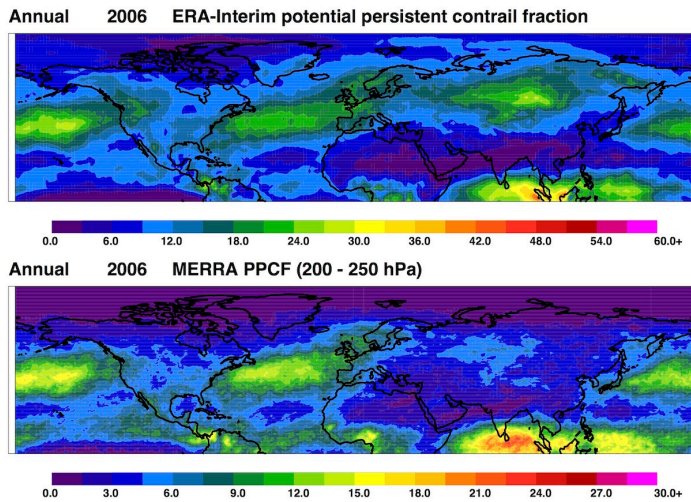 Annual 2006 ERA-Interim potential persistent contrail fraction
0.0 6.0 12.0 18.0 24.0 30.0 36.0 42.0 48.0 54.0 60.0+
Annual 2006 MERRA PPCF (200 - 250 hPa)
0.0 3.0 6.0 9.0 12.0 15.0 18.0 21.0 24.0 27.0 30.0+